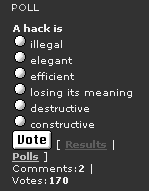 POLL
A hack is
illegal
elegant
efficient
losing its meaning
destructive
constructive
Vote [ Results |
Polls ]
Comments:2 |
Votes:170